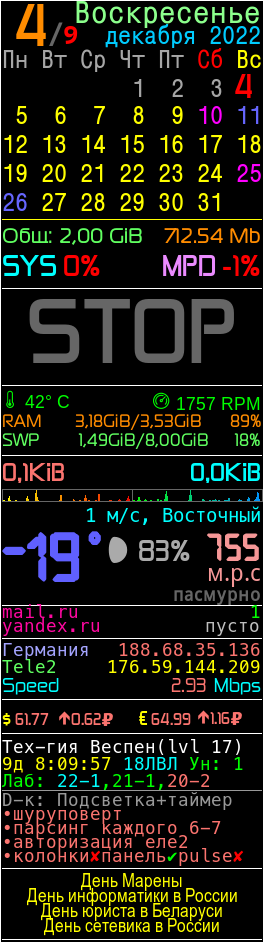 4/9 Воскресенье
декабря 2022
Пн Вт Ср Чт Пт Сб Вс
1 2 3 4
5 6 7 8 9 10 11
12 13 14 15 16 17 18
19 20 21 22 23 24 25
26 27 28 29 30 31
Общ: 2,00 GiB 712.54 Mb
SYS 0% MPD -1%
STOP
42° C 1757 RPM
RAM 3,18GiB/3,53GiB 89%
SWP 1,49GiB/8,00GiB 18%
0,1KiB 0,0KiB
1 м/с, Восточный
-19° 83% 755
м.р.с
пасмурно
mail.ru 1
yandex.ru пусто
Германия 188.68.35.136
Tele2 176.59.144.209
Speed 2.93 Mbps
$ 61.77 ↑0.62₽ € 64.99 ↑1.16₽
Тех-гия Веспен(lvl 17)
9д 8:09:57 18ЛВЛ Ун: 1
Лаб: 22-1,21-1,20-2
D-к: Подсветка+таймер
•шуруповерт
•парсинг каждого 6-7
•авторизация еле2
•колонки✘панель✔pulse✘
День Марены
День информатики в России
День юриста в Беларуси
День сетевика в России